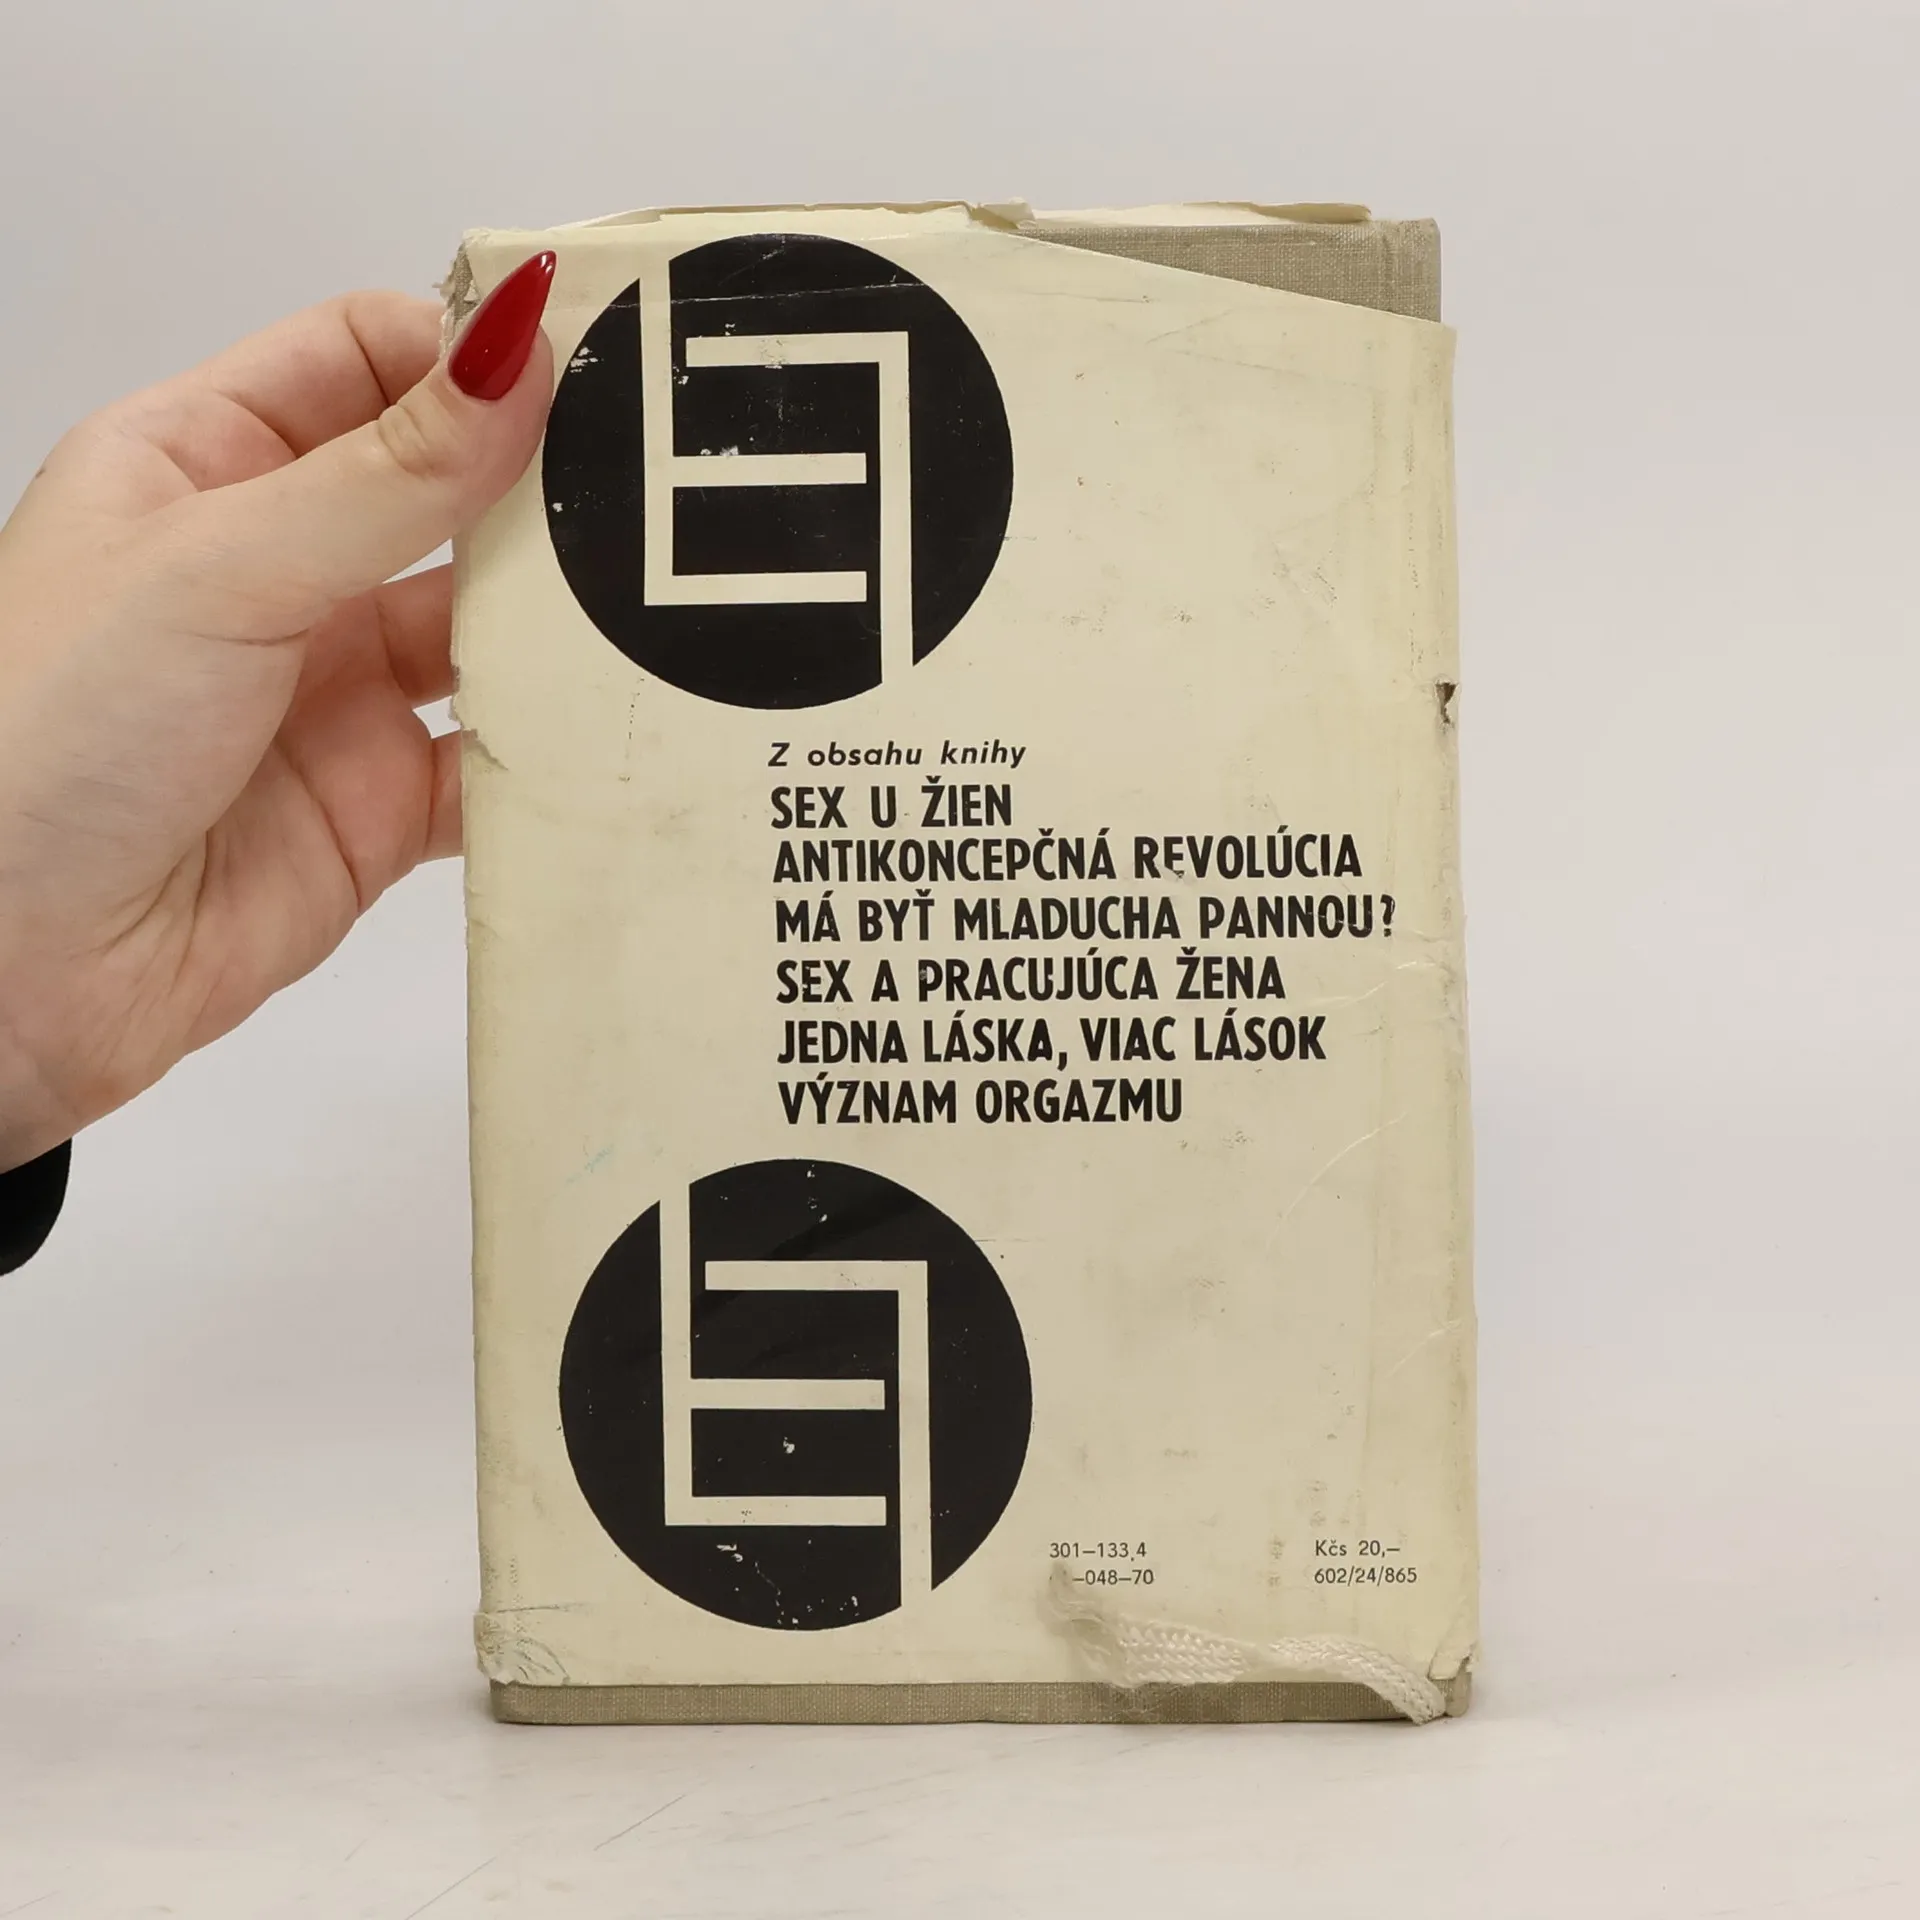 Z obsahu knihy
SEX U ŽIEN
ANTIKONCEPČNÁ REVOLÚCIA
MÁ BYŤ MLADUCHA PANNOU?
SEX A PRACUJÚCA ŽENA
JEDNA LÁSKA, VIAC LÁSOK
VÝZNAM ORGAZMU
301—133,4
—048—70
Kčs 20,—
602/24/865